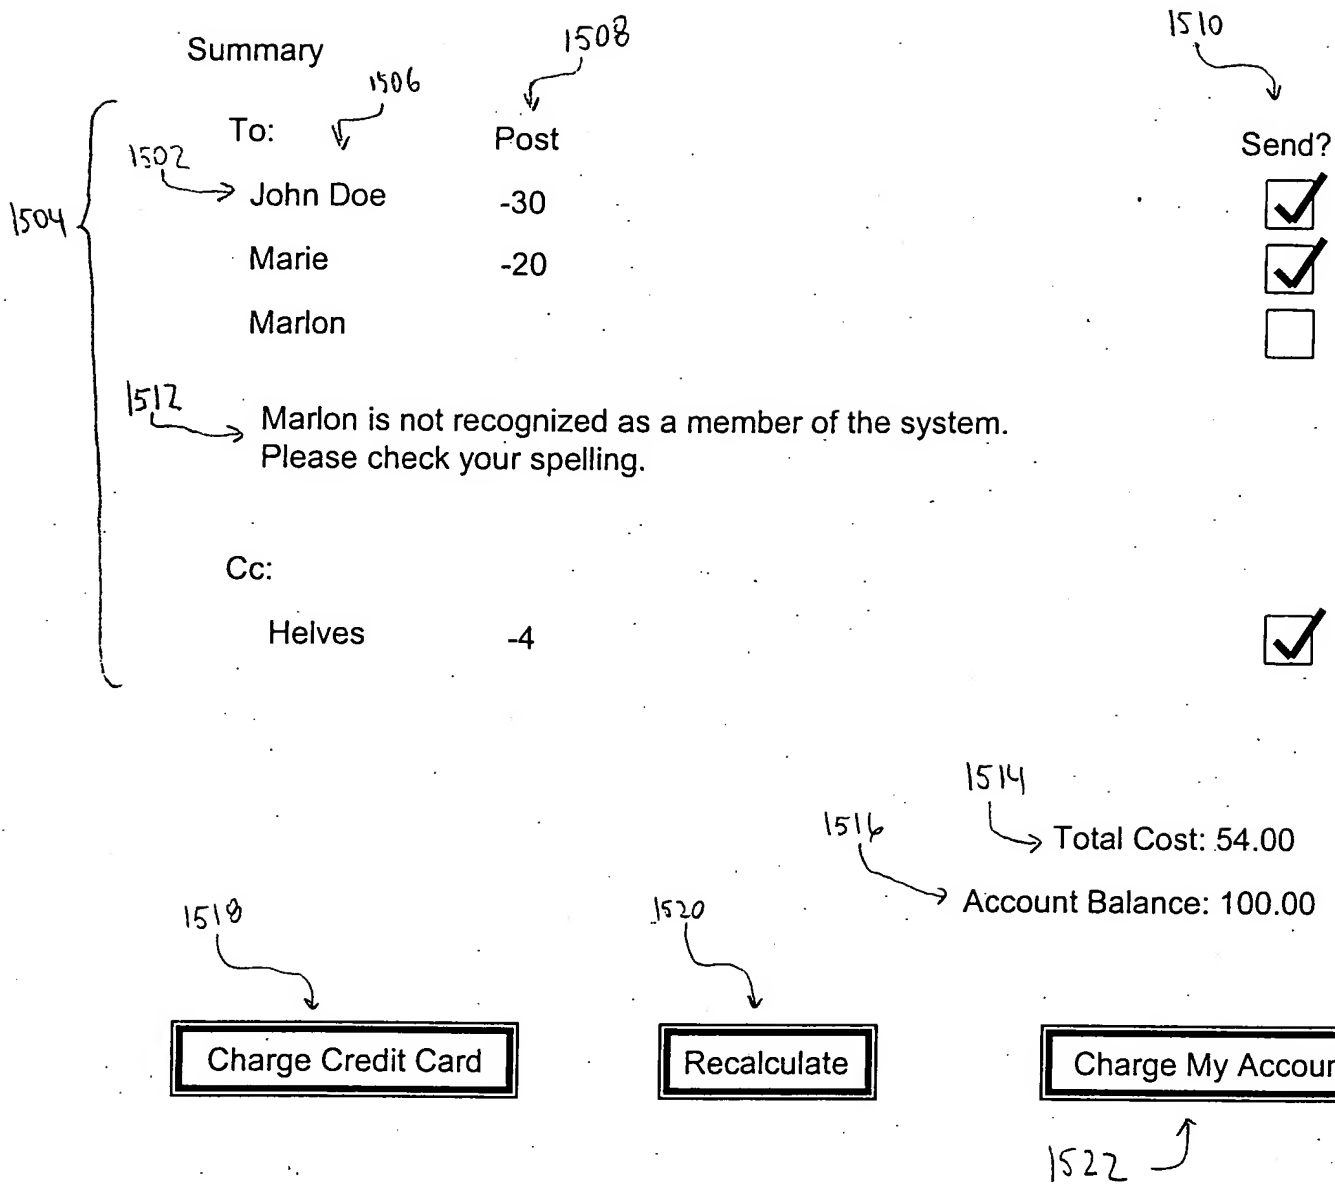 Summary 1508 1510
1506
To: Post Send?
1502
John Doe -30
1504
Marie -20
Marlon
1512
Marlon is not recognized as a member of the system.
Please check your spelling.
Cc:
Helves -4
1514
1516 Total Cost: 54.00
Account Balance: 100.00
1518 1520
Charge Credit Card Recalculate Charge My Accour
1522